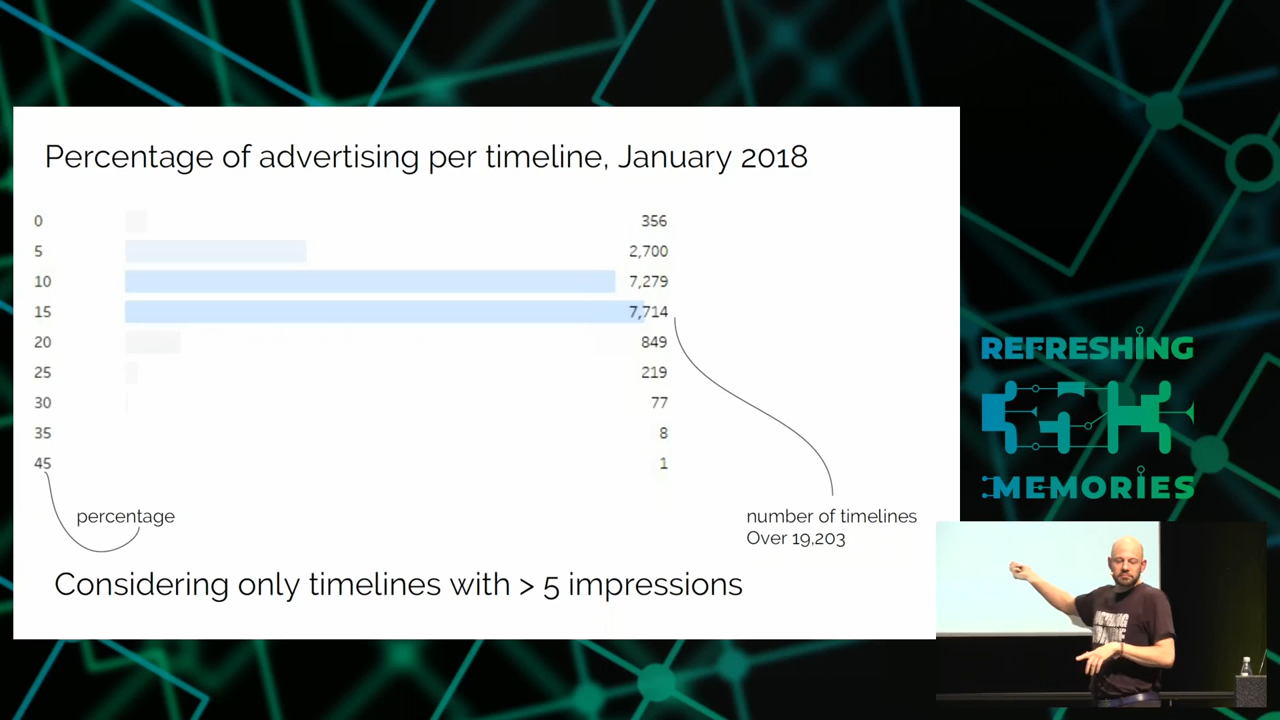 Percentage of advertising per timeline, January 2018
0 356
5 2,700
10 7,279
15 7,714
20 849
25 219
30 77
35 8
45 1
percentage
number of timelines
Over 19,203
Considering only timelines with > 5 impressions
REFRESHING
35
MEMORIES